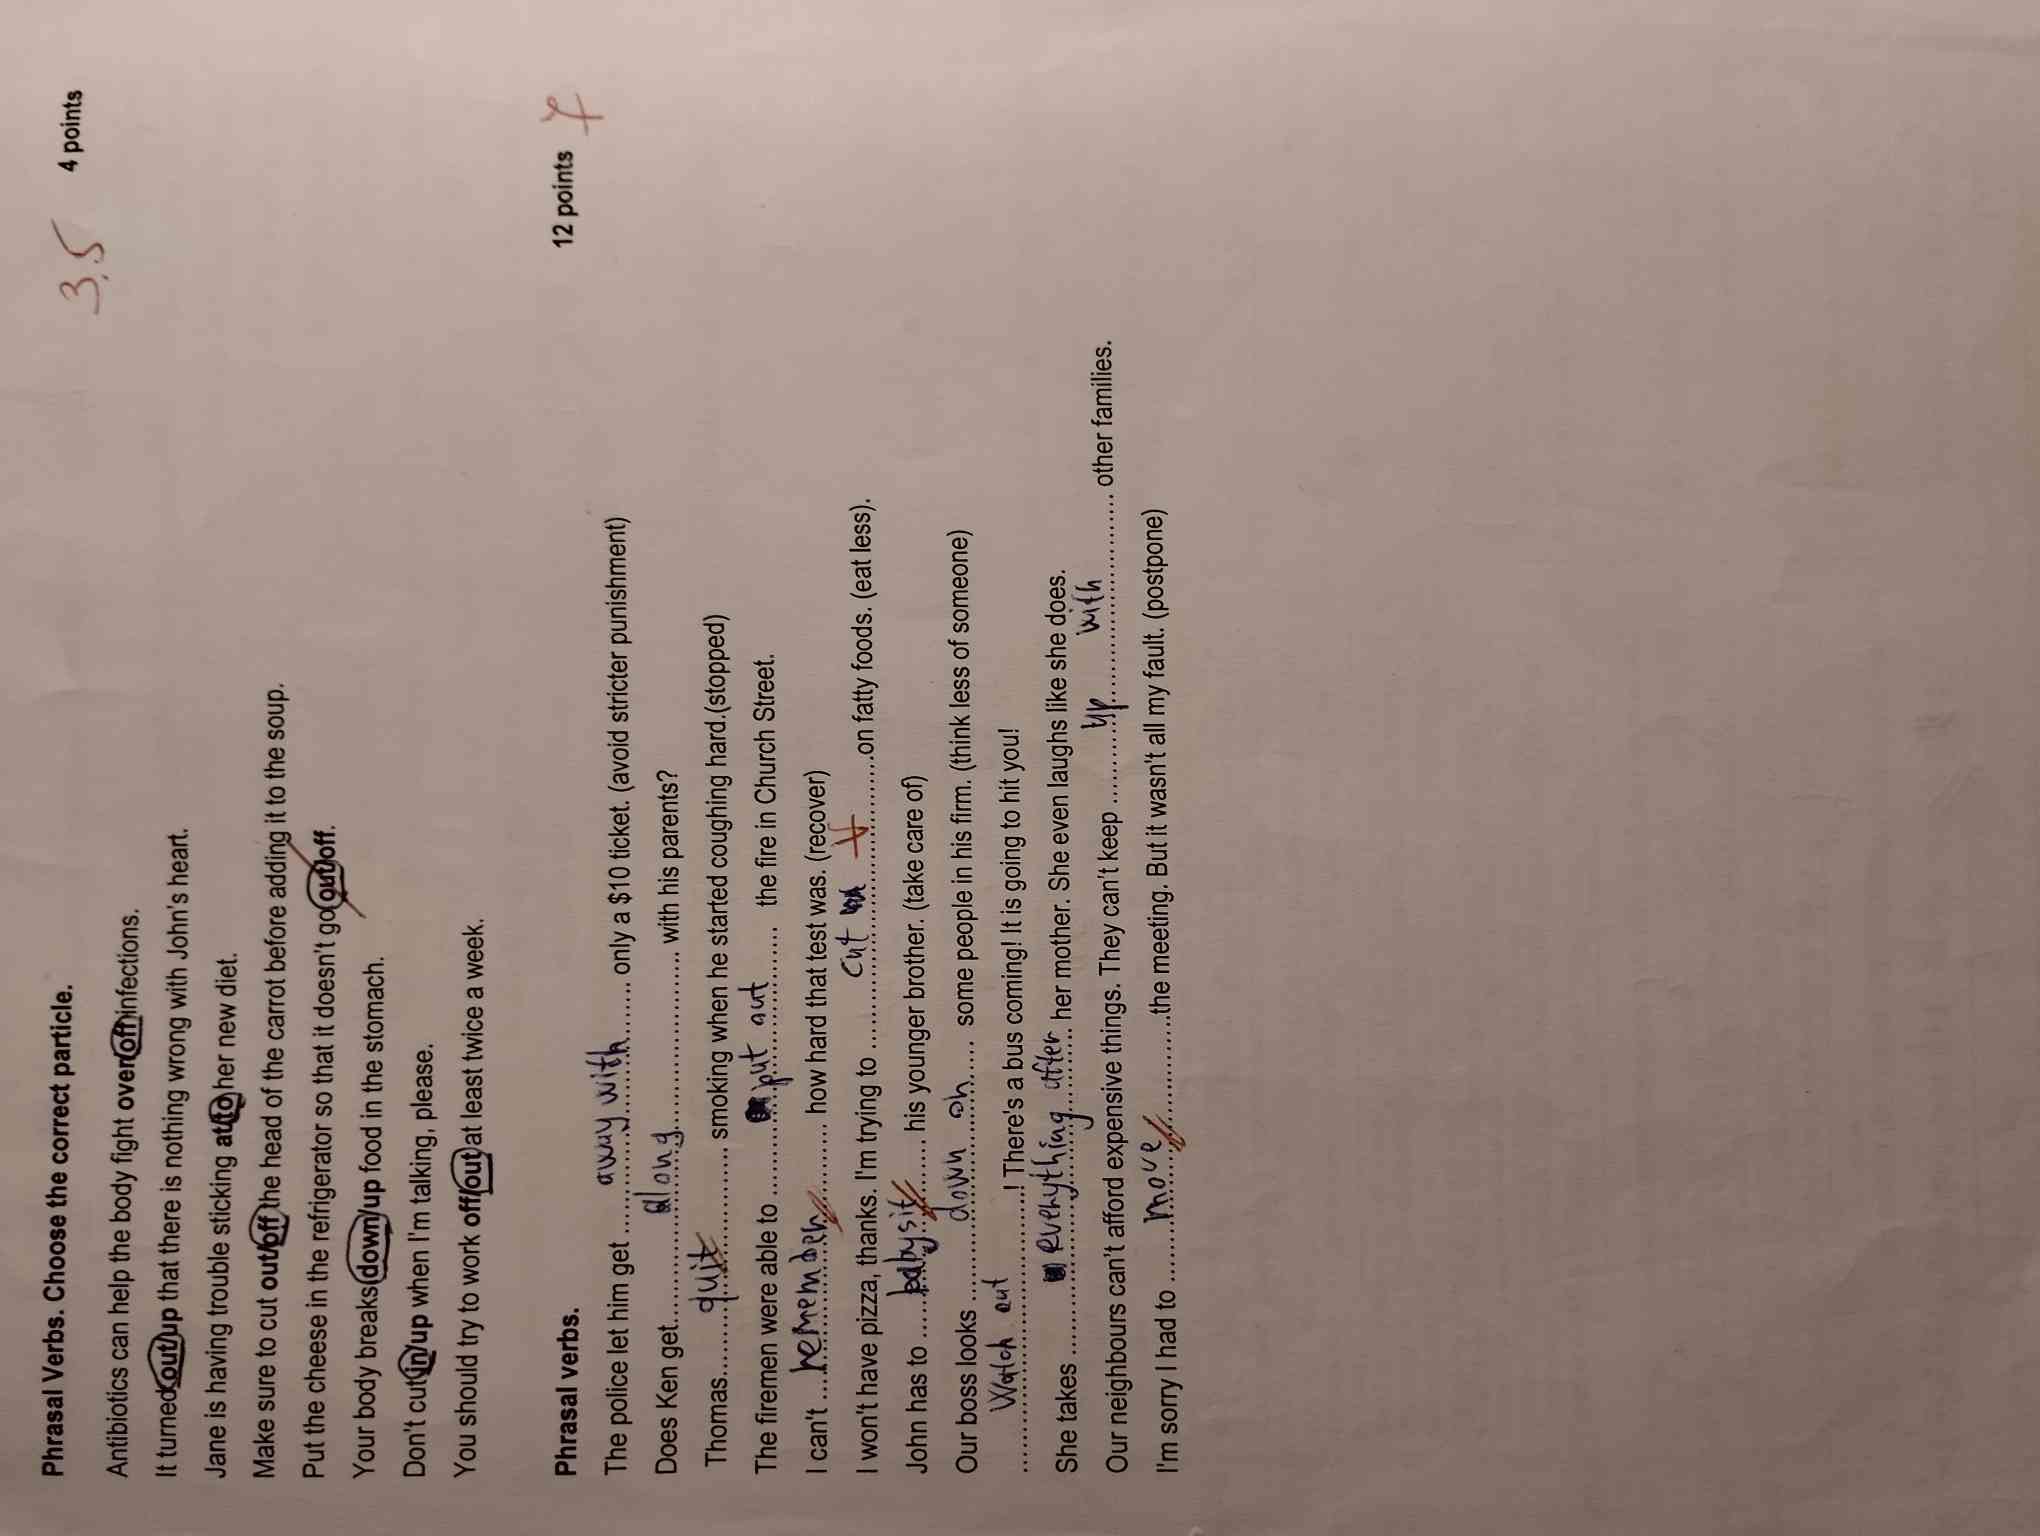 Phrasal Verbs. Choose the correct particle. 3,5 4 points
Antibiotics can help the body fight over/off infections.
It turned out/up that there is nothing wrong with John's heart.
Jane is having trouble sticking at/to her new diet.
Make sure to cut out/off the head of the carrot before adding it to the soup.
Put the cheese in the refrigerator so that it doesn't go out/off.
Your body breaks down/up food in the stomach.
Don't cut in/up when I'm talking, please.
You should try to work off/out at least twice a week.
Phrasal verbs. 12 points 7
The police let him get ...away with... only a $10 ticket. (avoid stricter punishment)
Does Ken get...along... with his parents?
Thomas...quit... smoking when he started coughing hard.(stopped)
The firemen were able to ...put out... the fire in Church Street.
I can't ...remember... how hard that test was. (recover)
I won't have pizza, thanks. I'm trying to ...cut ...on fatty foods. (eat less).
John has to ...babysit... his younger brother. (take care of)
Our boss looks ...down on... some people in his firm. (think less of someone)
...Watch out...! There's a bus coming! It is going to hit you!
She takes ...everything after... her mother. She even laughs like she does.
Our neighbours can't afford expensive things. They can't keep ...up with... other families.
I'm sorry I had to ...move...the meeting. But it wasn't all my fault. (postpone)